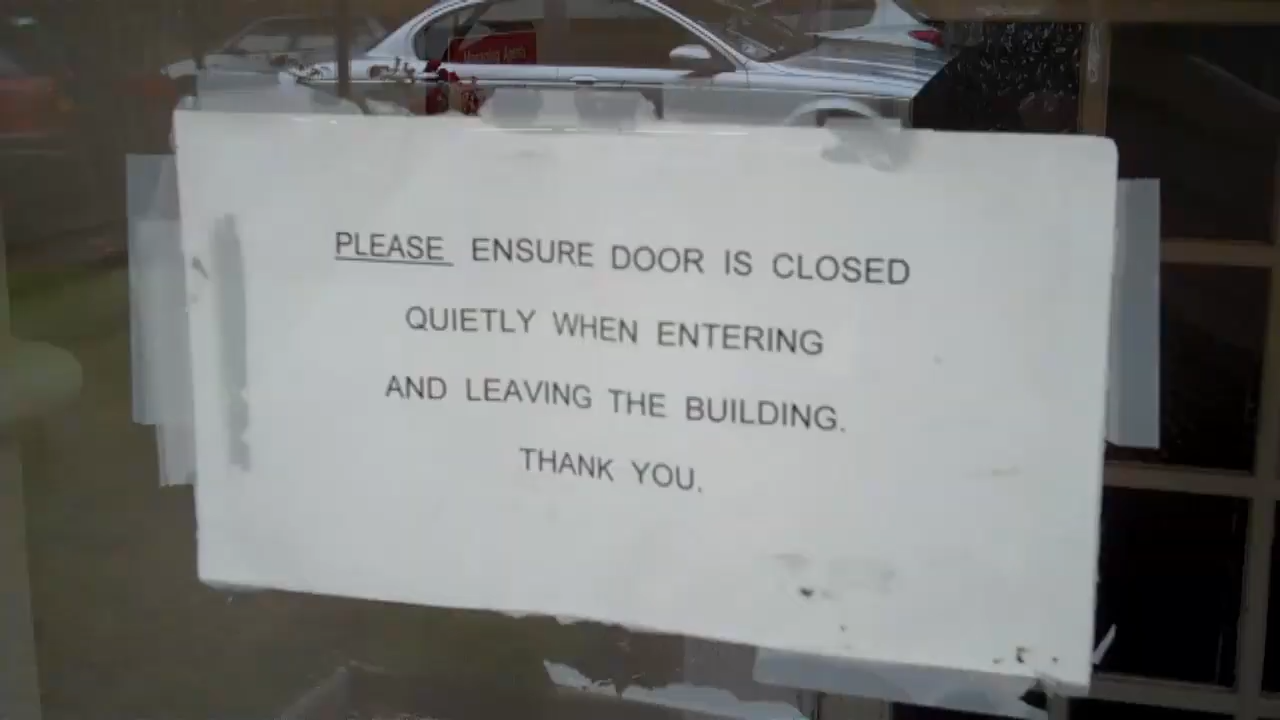 PLEASE ENSURE DOOR IS CLOSED
QUIETLY WHEN ENTERING
AND LEAVING THE BUILDING.
THANK YOU.